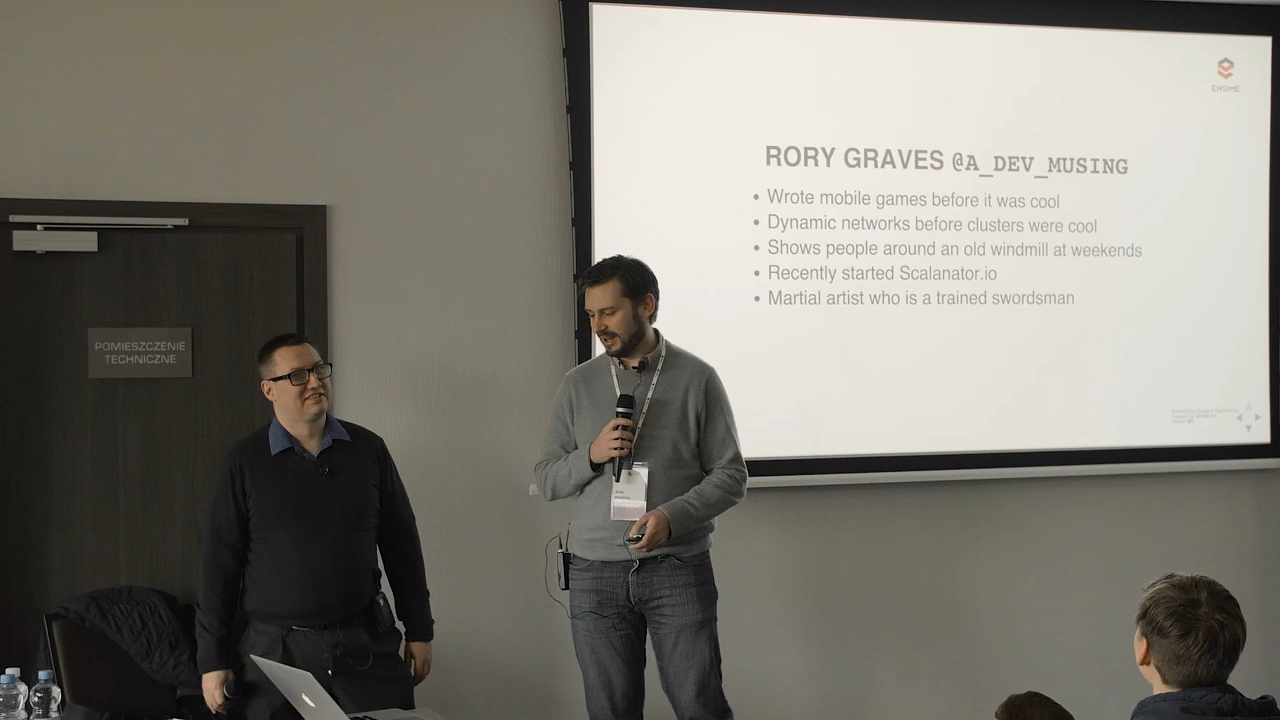 ENSIME
RORY GRAVES @A_DEV_MUSING
• Wrote mobile games before it was cool
• Dynamic networks before clusters were cool
• Shows people around an old windmill at weekends
• Recently started Scalanator.io
• Martial artist who is a trained swordsman
POMIESZCZENIE
TECHNICZNE
Sam